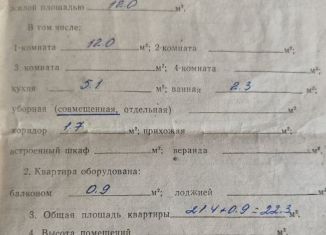 жилой площадью 12.0 м²,
В том числе:
1-комната 12.0 м²; 2-комната м²;
3 комната м²; 4-комната м²,
кухня 5.1 м²; ванная 2.3 м²;
уборная (совмещенная, отдельная) м²
коридор 1.7 м²; прихожая м²;
встроенный шкаф м²; веранда м²;
2. Квартира оборудована:
балконом 0.9 м²; лоджией м²
3. Общая площадь квартиры 21.4+0.9=22.3 м².
4. Высота помещений